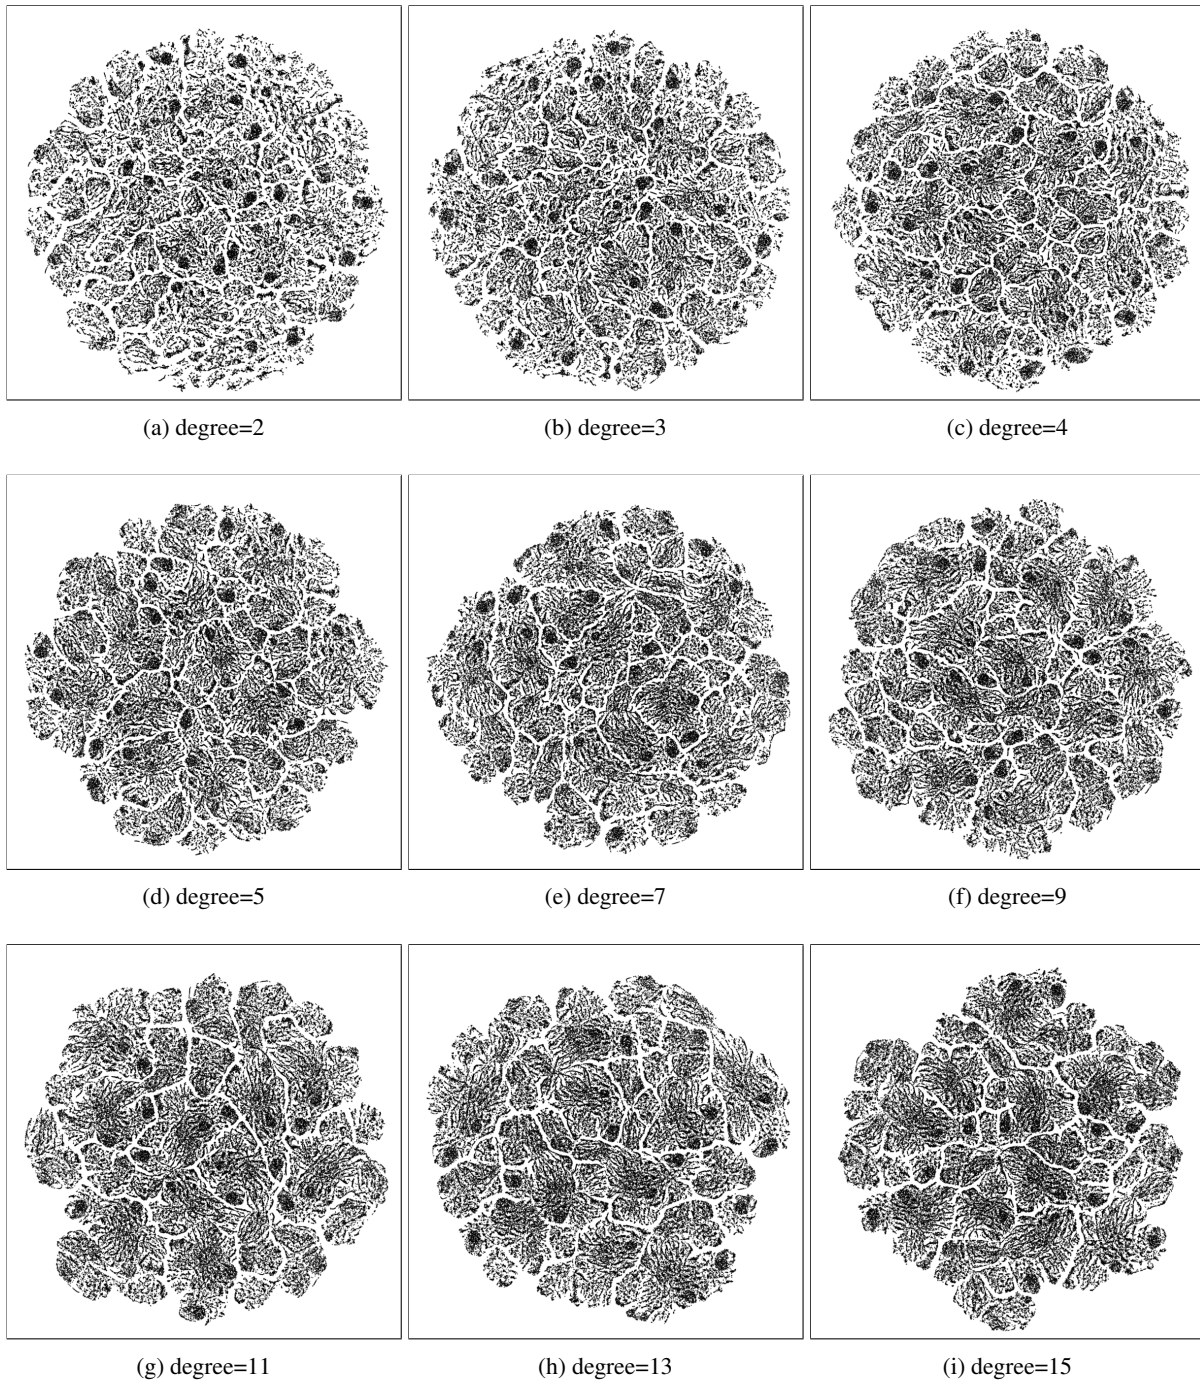 (a) degree=2
(b) degree=3
(c) degree=4
(d) degree=5
(e) degree=7
(f) degree=9
(g) degree=11
(h) degree=13
(i) degree=15